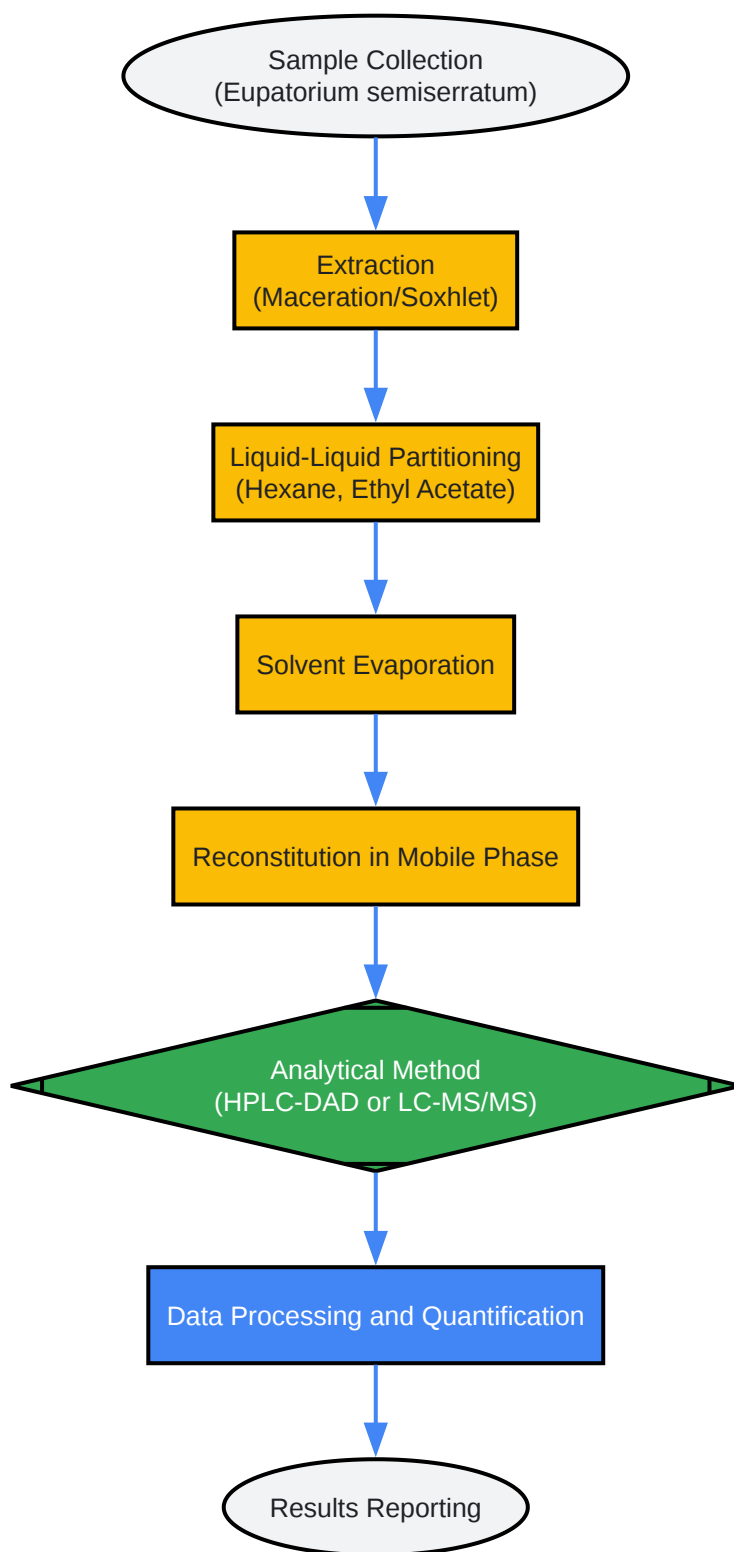 Sample Collection
(Eupatorium semiserratum)
Extraction
(Maceration/Soxhlet)
Liquid-Liquid Partitioning
(Hexane, Ethyl Acetate)
Solvent Evaporation
Reconstitution in Mobile Phase
Analytical Method
(HPLC-DAD or LC-MS/MS)
Data Processing and Quantification
Results Reporting